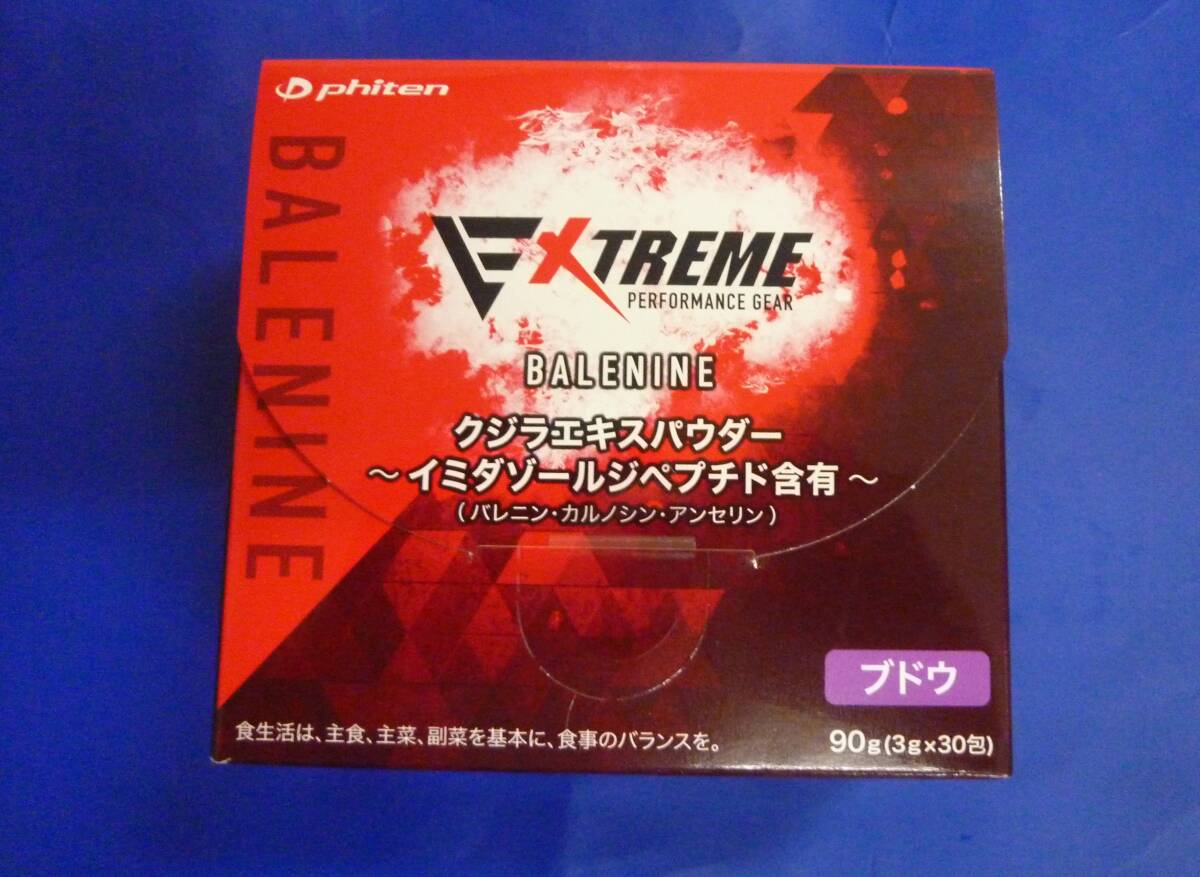 phiten
BALENINE
EXTREME
PERFORMANCE GEAR
BALENINE
クジラエキスパウダー
～イミダゾールジペプチド含有～
(バレニン・カルノシン・アンセリン)
ブドウ
食生活は、主食、主菜、副菜を基本に、食事のバランスを。
90g(3g×30包)